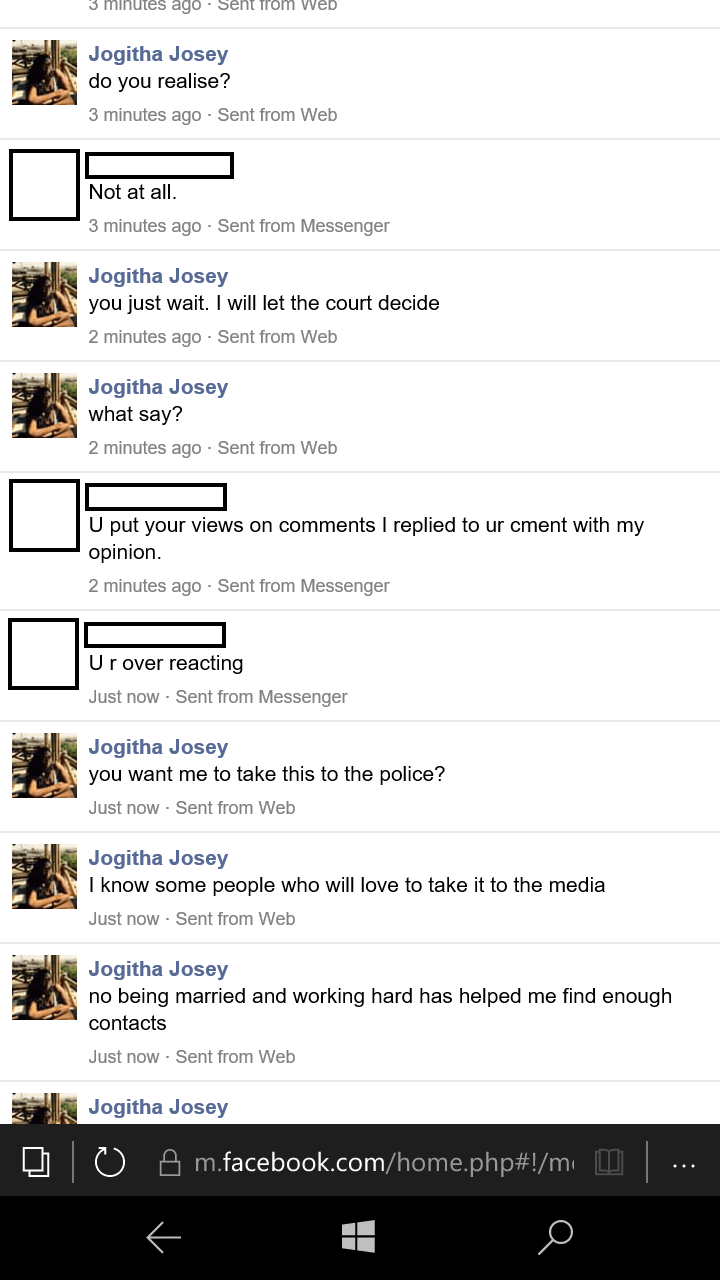 3 minutes ago · Sent from Web
Jogitha Josey
do you realise?
3 minutes ago · Sent from Web
Not at all.
3 minutes ago · Sent from Messenger
Jogitha Josey
you just wait. I will let the court decide
2 minutes ago · Sent from Web
Jogitha Josey
what say?
2 minutes ago · Sent from Web
U put your views on comments I replied to ur cment with my
opinion.
2 minutes ago · Sent from Messenger
U r over reacting
Just now · Sent from Messenger
Jogitha Josey
you want me to take this to the police?
Just now · Sent from Web
Jogitha Josey
I know some people who will love to take it to the media
Just now · Sent from Web
Jogitha Josey
no being married and working hard has helped me find enough
contacts
Just now · Sent from Web
Jogitha Josey
m.facebook.com/home.php#!/me